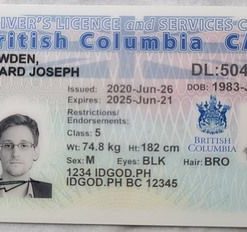 RIVER'S LICENCE AND SERVICES C
British Columbia CA
WDEN,
ARD JOSEPH
DL:504
Issued: 2020-Jun-26
DOB: 1983-J
Expires: 2025-Jun-21
Restrictions/
Endorsements:
Class: 5
Wt: 74.8 kg Ht: 182 cm
Sex: M Eyes: BLK Hair: BRO
BRITISH
COLUMBIA
1234 IDGOD.PH
IDGOD.PH BC 12345